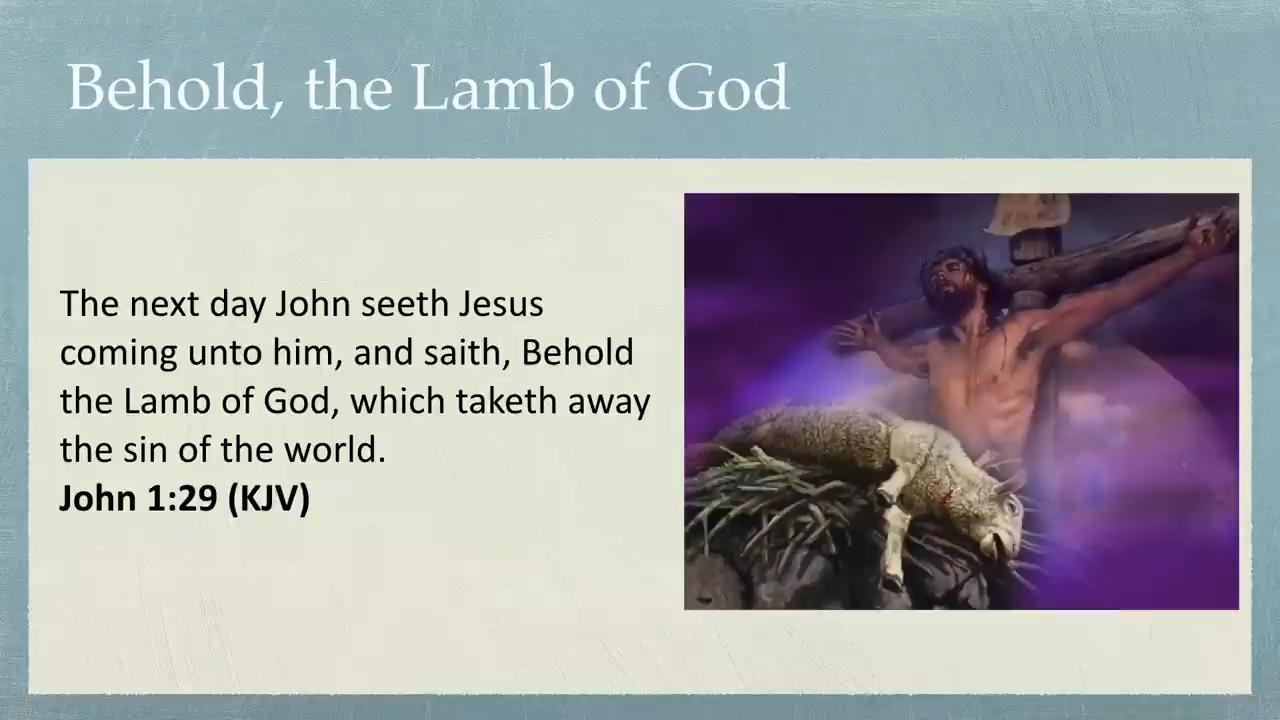 Behold, the Lamb of God
The next day John seeth Jesus
coming unto him, and saith, Behold
the Lamb of God, which taketh away
the sin of the world.
John 1:29 (KJV)